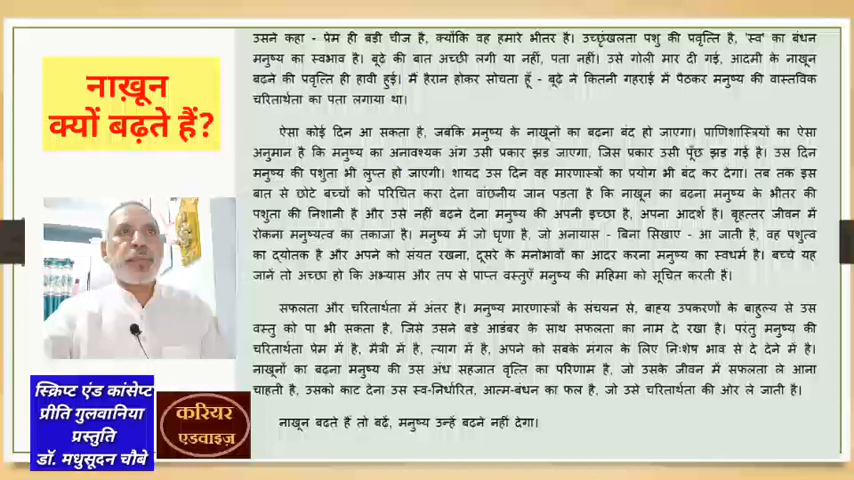 नाख़ून
क्यों बढ़ते हैं?
उसने कहा - प्रेम ही बड़ी चीज है, क्योंकि वह हमारे भीतर है। उच्छृंखलता पशु की प्रवृत्ति है, 'स्व' का बंधन
मनुष्य का स्वभाव है। बूढ़े की बात अच्छी लगी या नहीं, पता नहीं। उसे गोली मार दी गई, आदमी के नाखून
बढ़ने की प्रवृत्ति ही हावी हुई। मैं हैरान होकर सोचता हूँ - बूढ़े ने कितनी गहराई में पैठकर मनुष्य की वास्तविक
चरितार्थता का पता लगाया था।
ऐसा कोई दिन आ सकता है, जबकि मनुष्य के नाखूनों का बढ़ना बंद हो जाएगा। प्राणिशास्त्रियों का ऐसा
अनुमान है कि मनुष्य का अनावश्यक अंग उसी प्रकार झड़ जाएगा, जिस प्रकार उसकी पूँछ झड़ गई है। उस दिन
मनुष्य की पशुता भी लुप्त हो जाएगी। शायद उस दिन वह मारणास्त्रों का प्रयोग भी बंद कर देगा। तब तक इस
बात से छोटे बच्चों को परिचित करा देना वांछनीय जान पड़ता है कि नाखून का बढ़ना मनुष्य के भीतर की
पशुता की निशानी है और उसे नहीं बढ़ने देना मनुष्य की अपनी इच्छा है, अपना आदर्श है। बृहत्तर जीवन में
रोकना मनुष्यत्व का तकाजा है। मनुष्य में जो घृणा है, जो अनायास - बिना सिखाए - आ जाती है, वह पशुत्व
का द्योतक है और अपने को संयत रखना, दूसरे के मनोभावों का आदर करना मनुष्य का स्वधर्म है। बच्चे यह
जानें तो अच्छा हो कि अभ्यास और तप से प्राप्त वस्तुएँ मनुष्य की महिमा को सूचित करती हैं।
सफलता और चरितार्थता में अंतर है। मनुष्य मारणास्त्रों के संचयन से, बाह्य उपकरणों के बाहुल्य से उस
वस्तु को पा भी सकता है, जिसे उसने बड़े आडंबर के साथ सफलता का नाम दे रखा है। परंतु मनुष्य की
चरितार्थता प्रेम में है, मैत्री में है, त्याग में है, अपने को सबके मंगल के लिए निःशेष भाव से दे देने में है।
नाखूनों का बढ़ना मनुष्य की उस अंध सहजात वृत्ति का परिणाम है, जो उसके जीवन में सफलता ले आना
चाहती है, उसको काट देना उस स्व-निर्धारित, आत्म-बंधन का फल है, जो उसे चरितार्थता की ओर ले जाती है।
नाखून बढ़ते हैं तो बढ़ें, मनुष्य उन्हें बढ़ने नहीं देगा।
स्क्रिप्ट एंड कांसेप्ट
प्रीति गुलवानिया
प्रस्तुति
डॉ. मधुसूदन चौबे
करियर
एडवाइज़